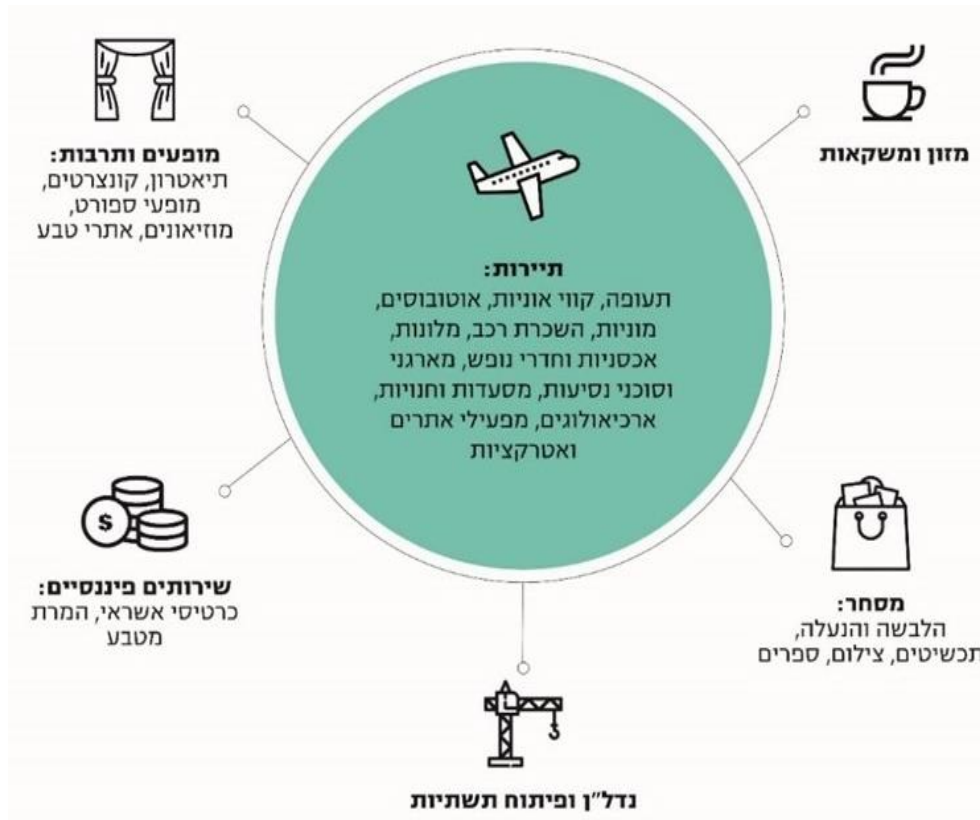 מזון ומשקאות
מופעים ותרבות:
תיאטרון, קונצרטים,
מופעי ספורט,
מוזיאונים, אתרי טבע
תיירות:
תעופה, קווי אוניות, אוטובוסים,
מוניות, השכרת רכב, מלונות,
אכסניות וחדרי נופש, מארגני
וסוכני נסיעות, מסעדות וחנויות,
ארכיאולוגים, מפעילי אתרים
ואטרקציות
מסחר:
הלבשה והנעלה,
תכשיטים, צילום, ספרים
$
שירותים פיננסיים:
כרטיסי אשראי, המרת
מטבע
נדל"ן ופיתוח תשתיות